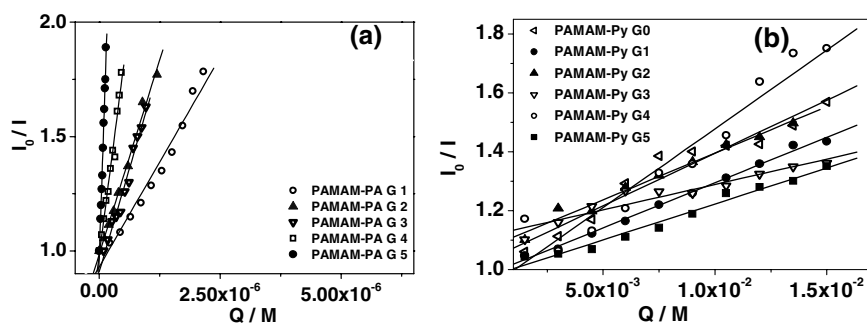 (a)
I₀ / I
2.0
1.5
1.0
PAMAM-PA G 1
PAMAM-PA G 2
PAMAM-PA G 3
PAMAM-PA G 4
PAMAM-PA G 5
0.00 2.50x10⁻⁶ 5.00x10⁻⁶
Q / M
(b)
I₀ / I
1.8
1.6
1.4
1.2
1.0
PAMAM-Py G0
PAMAM-Py G1
PAMAM-Py G2
PAMAM-Py G3
PAMAM-Py G4
PAMAM-Py G5
5.0x10⁻³ 1.0x10⁻² 1.5x10⁻²
Q / M